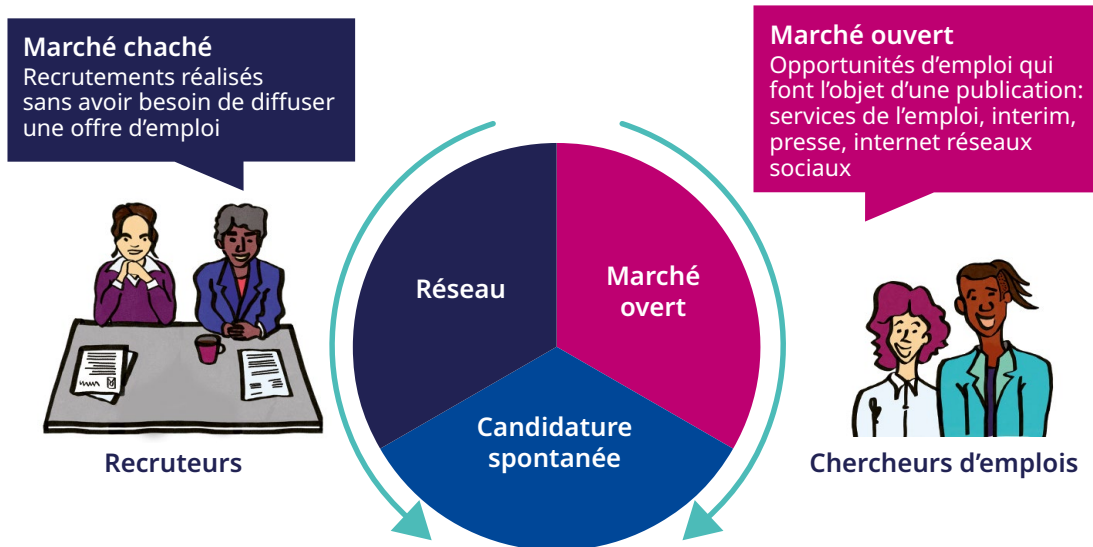 Marché chaché
Recrutements réalisés
sans avoir besoin de diffuser
une offre d’emploi
Marché ouvert
Opportunités d’emploi qui
font l’objet d’une publication:
services de l’emploi, interim,
presse, internet réseaux
sociaux
Réseau
Marché
overt
Candidature
spontanée
Recruteurs
Chercheurs d’emplois